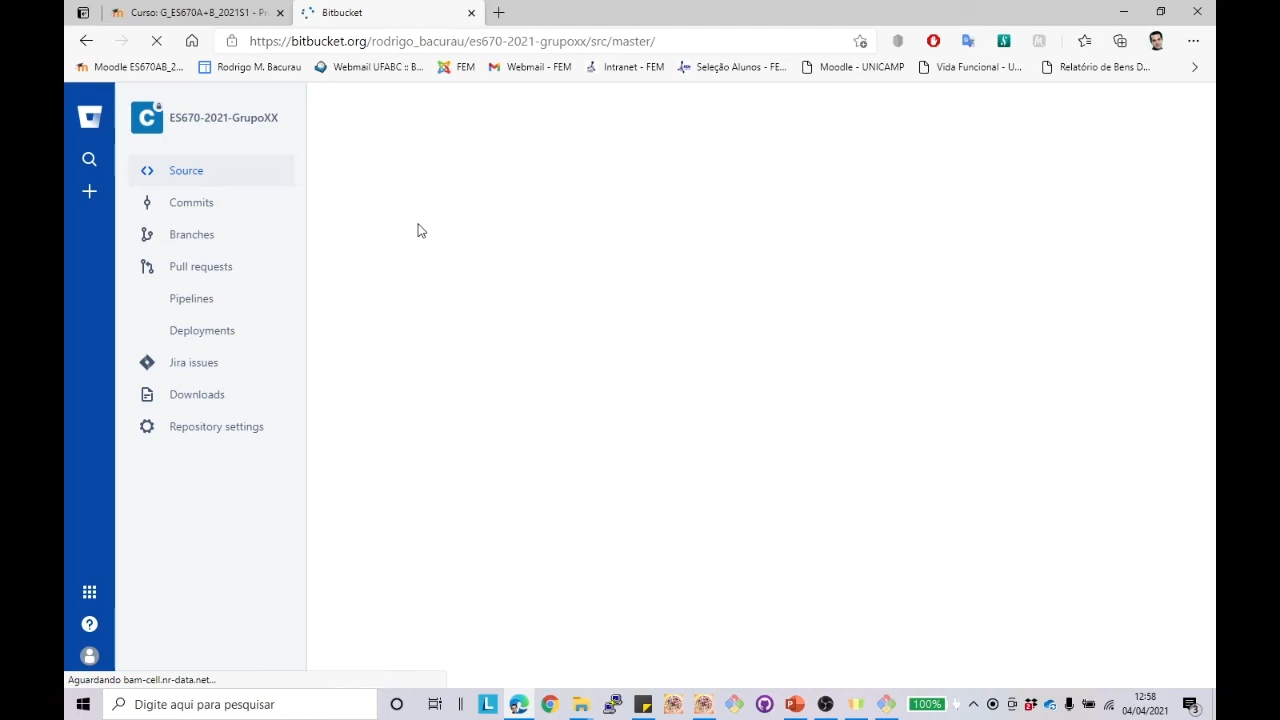 Curso: G_ES670A+B_2021S1 - Pr
Bitbucket
https://bitbucket.org/rodrigo_bacurau/es670-2021-grupoxx/src/master/
Moodle ES670AB_2...
Rodrigo M. Bacurau
Webmail UFABC :: B...
FEM
Webmail - FEM
Intranet - FEM
Seleção Alunos - FE...
Moodle - UNICAMP
Vida Funcional - U...
Relatório de Bens D...
C
ES670-2021-GrupoXX
Source
Commits
Branches
Pull requests
Pipelines
Deployments
Jira issues
Downloads
Repository settings
Aguardando bam-cell.nr-data.net...
Digite aqui para pesquisar
L
100%
12:58
04/04/2021
3